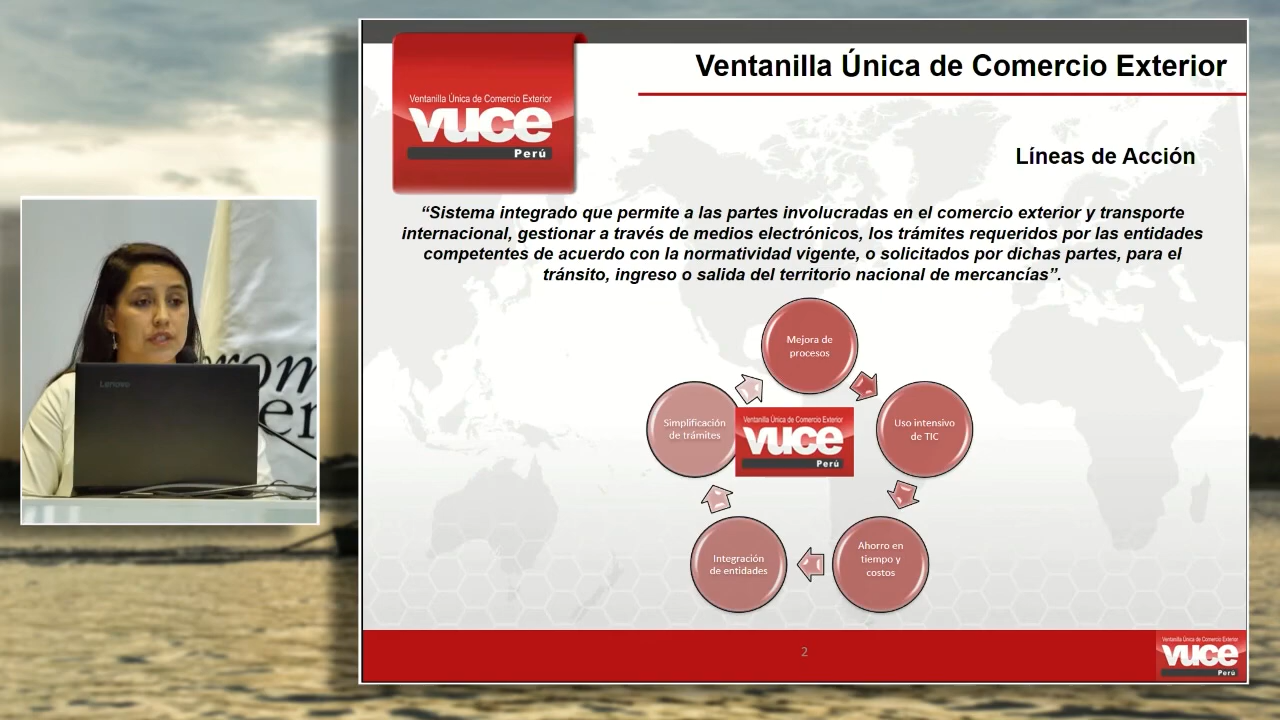 Ventanilla Única de Comercio Exterior
Ventanilla Única de Comercio Exterior
vuce
Perú
Líneas de Acción
“Sistema integrado que permite a las partes involucradas en el comercio exterior y transporte
internacional, gestionar a través de medios electrónicos, los trámites requeridos por las entidades
competentes de acuerdo con la normatividad vigente, o solicitados por dichas partes, para el
tránsito, ingreso o salida del territorio nacional de mercancías”.
Mejora de
procesos
Uso intensivo
de TIC
Ahorro en
tiempo y
costos
Integración
de entidades
Simplificación
de trámites
Ventanilla Única de Comercio Exterior
vuce
Perú
Lenovo
2
Ventanilla Única de Comercio Exterior
vuce
Perú